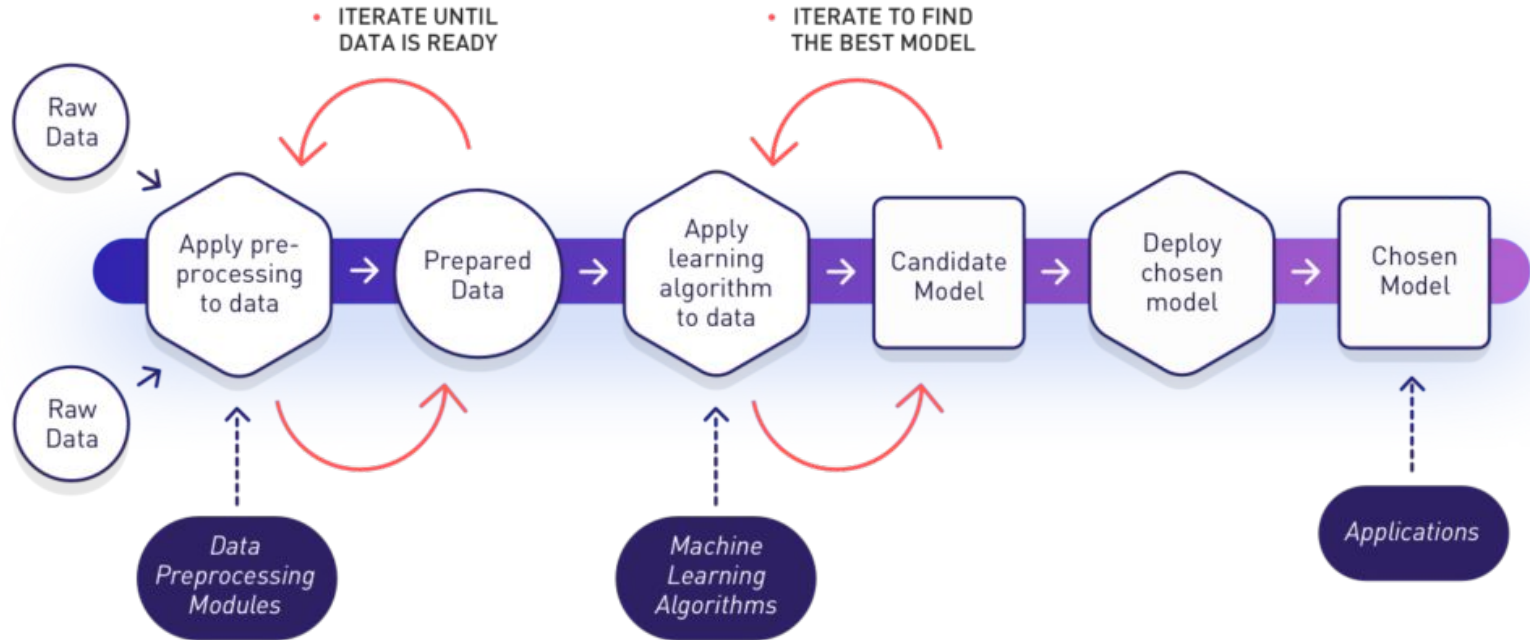 • ITERATE UNTIL
DATA IS READY
• ITERATE TO FIND
THE BEST MODEL
Raw
Data
Raw
Data
Apply pre-
processing
to data
Prepared
Data
Apply
learning
algorithm
to data
Candidate
Model
Deploy
chosen
model
Chosen
Model
Data
Preprocessing
Modules
Machine
Learning
Algorithms
Applications